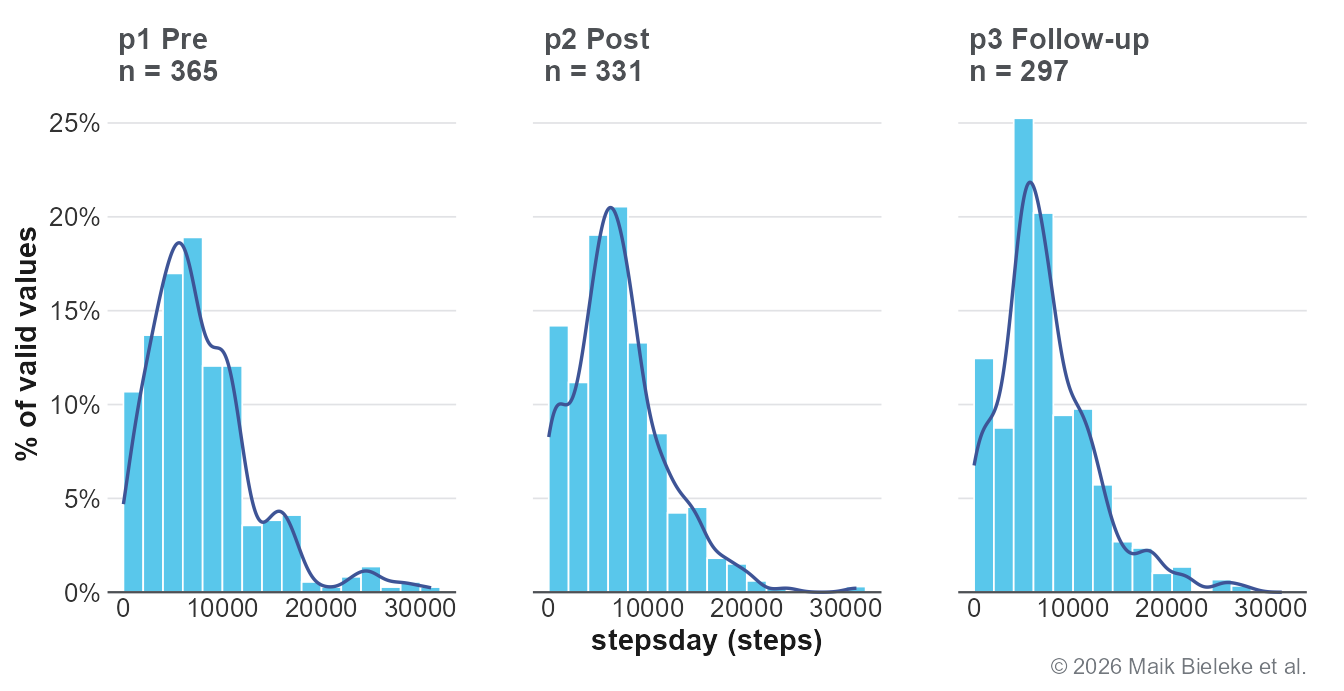 p1 Pre
n = 365
p2 Post
n = 331
p3 Follow-up
n = 297
25%
20%
15%
10%
5%
0%
% of valid values
0 10000 20000 30000
0 10000 20000 30000
0 10000 20000 30000
stepsday (steps)
© 2026 Maik Bieleke et al.